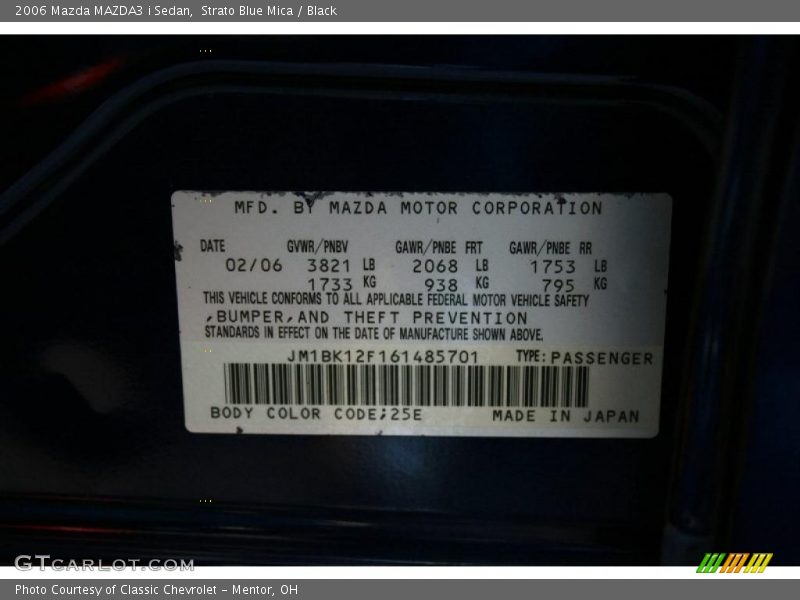 2006 Mazda MAZDA3 i Sedan, Strato Blue Mica / Black
MFD. BY MAZDA MOTOR CORPORATION
DATE GVWR/PNBV GAWR/PNBE FRT GAWR/PNBE RR
02/06 3821 LB 2068 LB 1753 LB
1733 KG 938 KG 795 KG
THIS VEHICLE CONFORMS TO ALL APPLICABLE FEDERAL MOTOR VEHICLE SAFETY
,BUMPER,AND THEFT PREVENTION
STANDARDS IN EFFECT ON THE DATE OF MANUFACTURE SHOWN ABOVE.
JM1BK12F161485701 TYPE:PASSENGER
BODY COLOR CODE;25E MADE IN JAPAN
GTCARLOT.COM
Photo Courtesy of Classic Chevrolet - Mentor, OH